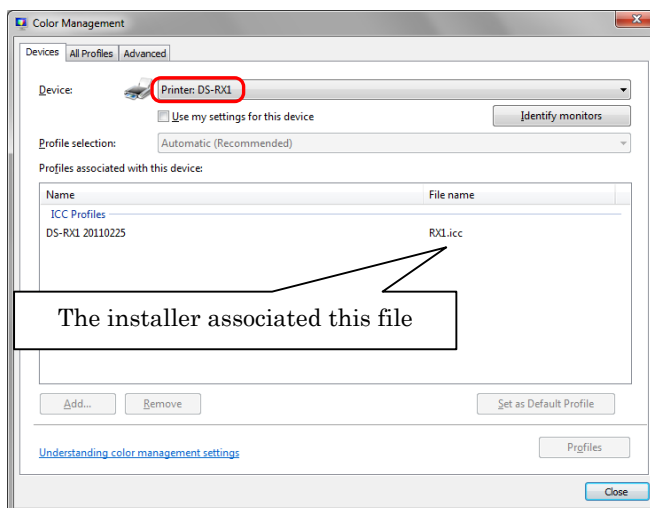 Color Management
Devices All Profiles Advanced
Device: Printer: DS-RX1
Use my settings for this device Identify monitors
Profile selection: Automatic (Recommended)
Profiles associated with this device:
Name File name
ICC Profiles
DS-RX1 20110225 RX1.icc
The installer associated this file
Add... Remove Set as Default Profile
Understanding color management settings Profiles
Close